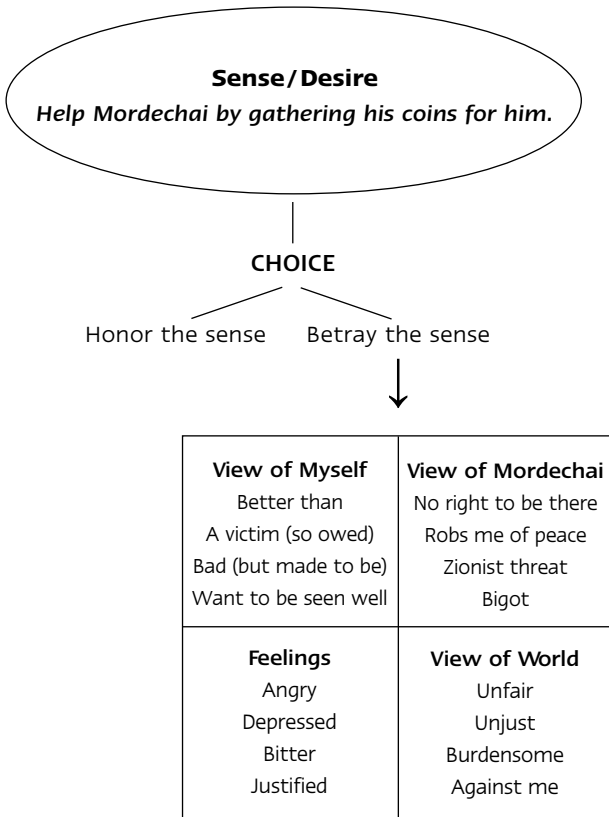 Sense/Desire
Help Mordechai by gathering his coins for him.
CHOICE
Honor the sense
Betray the sense
View of Myself
Better than
A victim (so owed)
Bad (but made to be)
Want to be seen well
View of Mordechai
No right to be there
Robs me of peace
Zionist threat
Bigot
Feelings
Angry
Depressed
Bitter
Justified
View of World
Unfair
Unjust
Burdensome
Against me